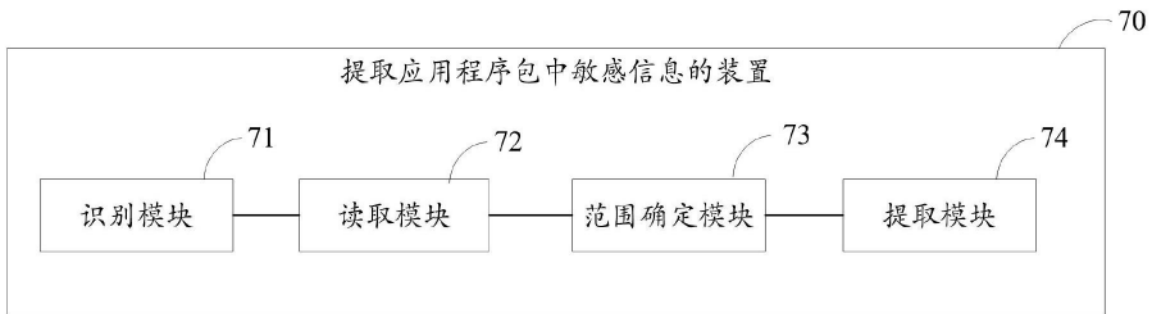 70
提取应用程序包中敏感信息的装置
71
72
73
74
识别模块
读取模块
范围确定模块
提取模块